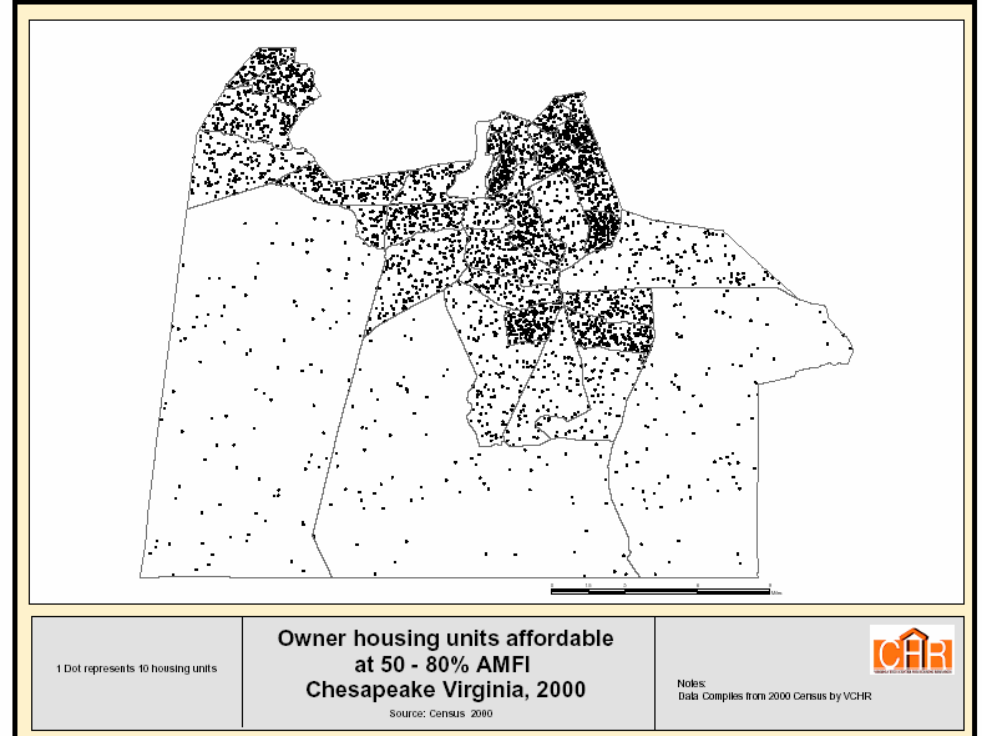 1 Dot represents 10 housing units
Owner housing units affordable
at 50 - 80% AMFI
Chesapeake Virginia, 2000
Source: Census 2000
CHR
Notes:
Data Compiles from 2000 Census by VCHR